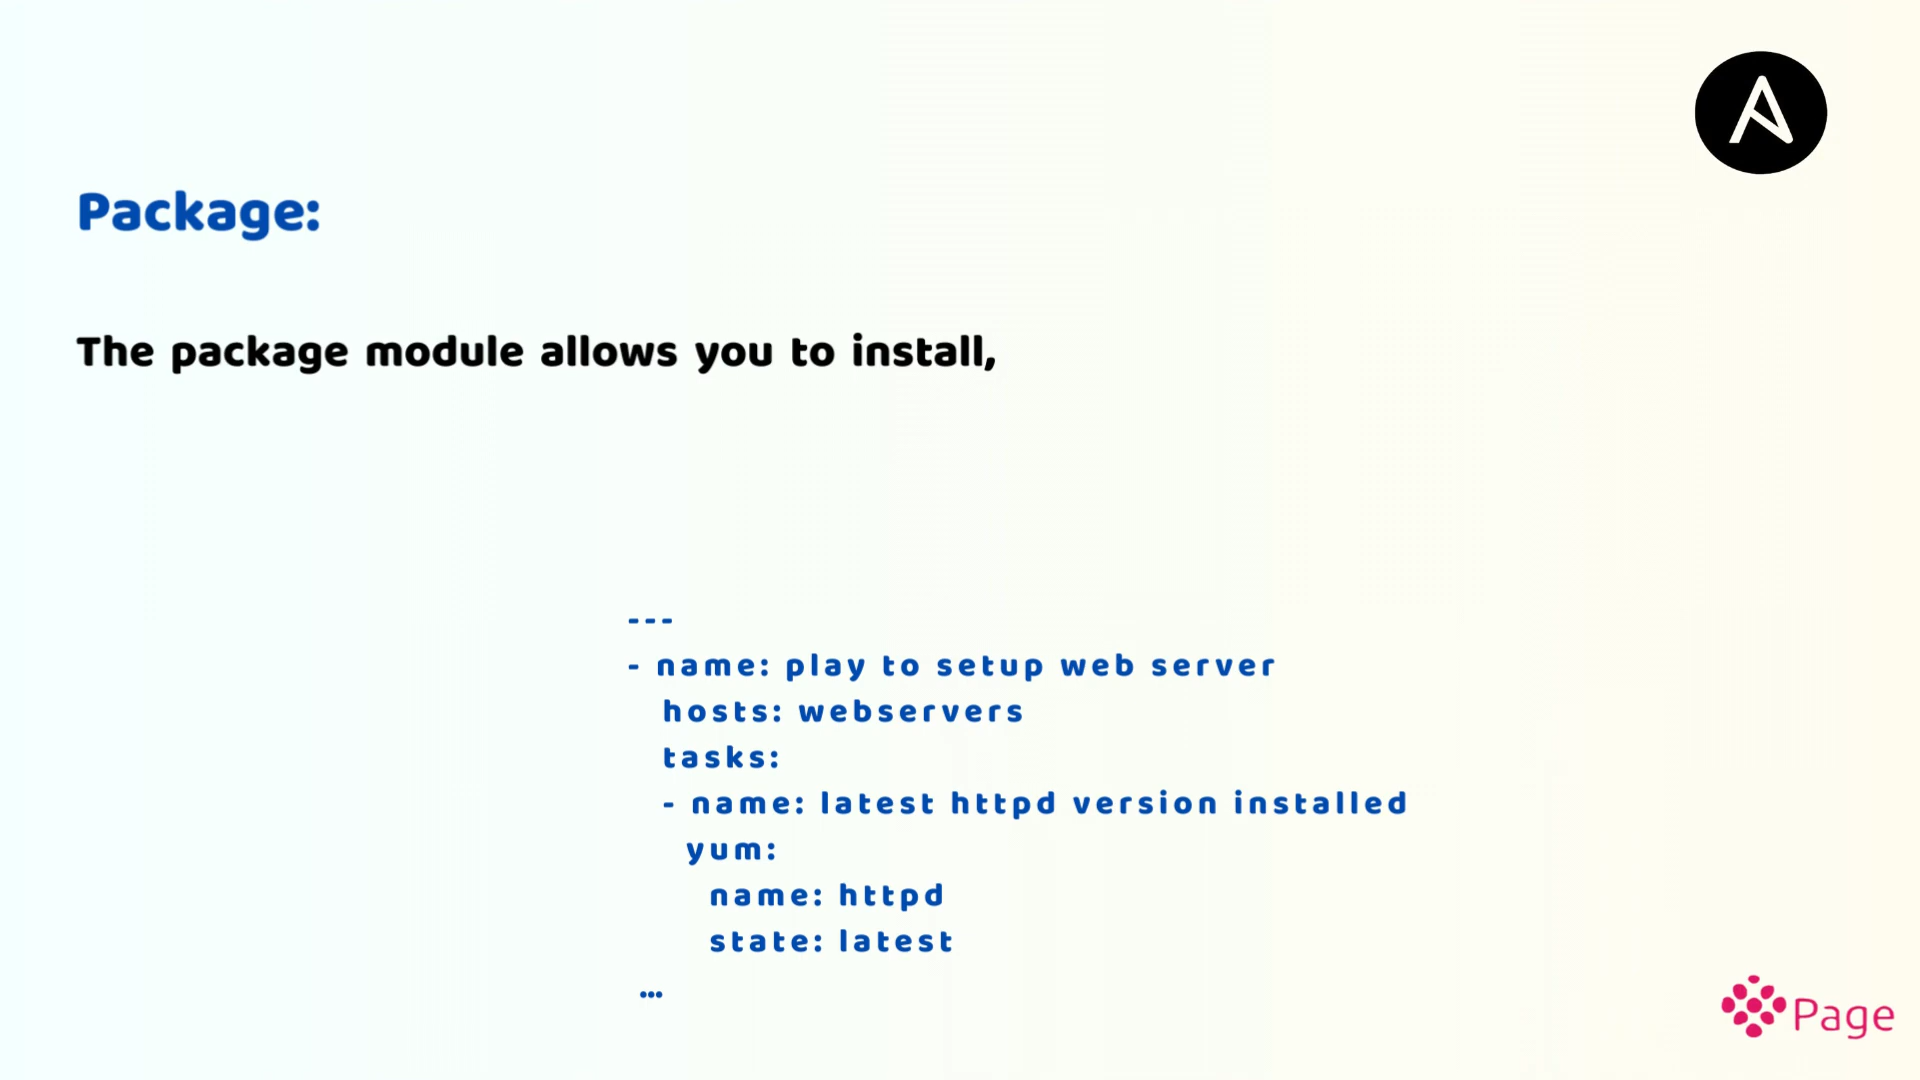 Package:
The package module allows you to install,
---
- name: play to setup web server
hosts: webservers
tasks:
- name: latest httpd version installed
yum:
name: httpd
state: latest
...
Page